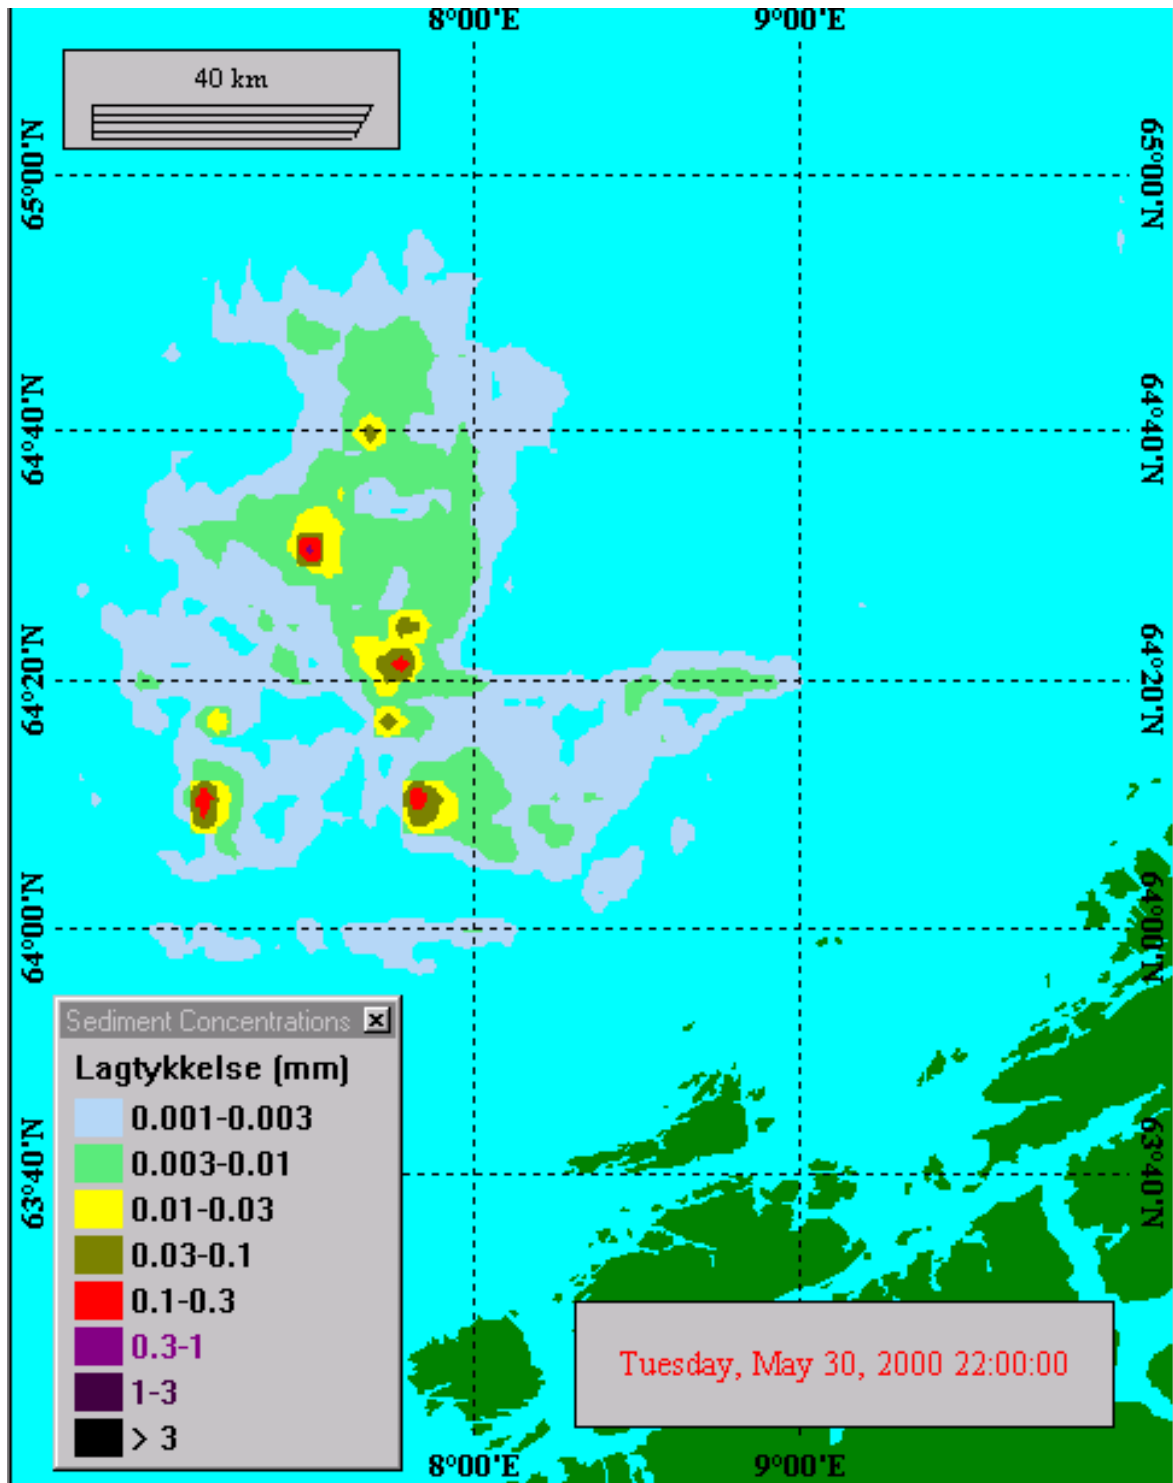 8°00'E 9°00'E
40 km
65°00'N 65°00'N
64°40'N 64°40'N
64°20'N 64°20'N
64°00'N 64°00'N
Sediment Concentrations
Lagtykkelse (mm)
0.001-0.003
0.003-0.01
0.01-0.03
0.03-0.1
0.1-0.3
0.3-1
1-3
> 3
63°40'N 63°40'N
Tuesday, May 30, 2000 22:00:00
8°00'E 9°00'E